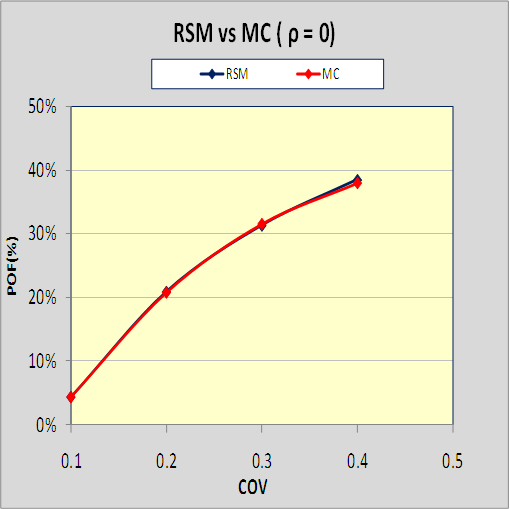 RSM vs MC ( ρ = 0)
RSM MC
50%
40%
30%
20%
10%
0%
POF(%)
0.1 0.2 0.3 0.4 0.5
COV